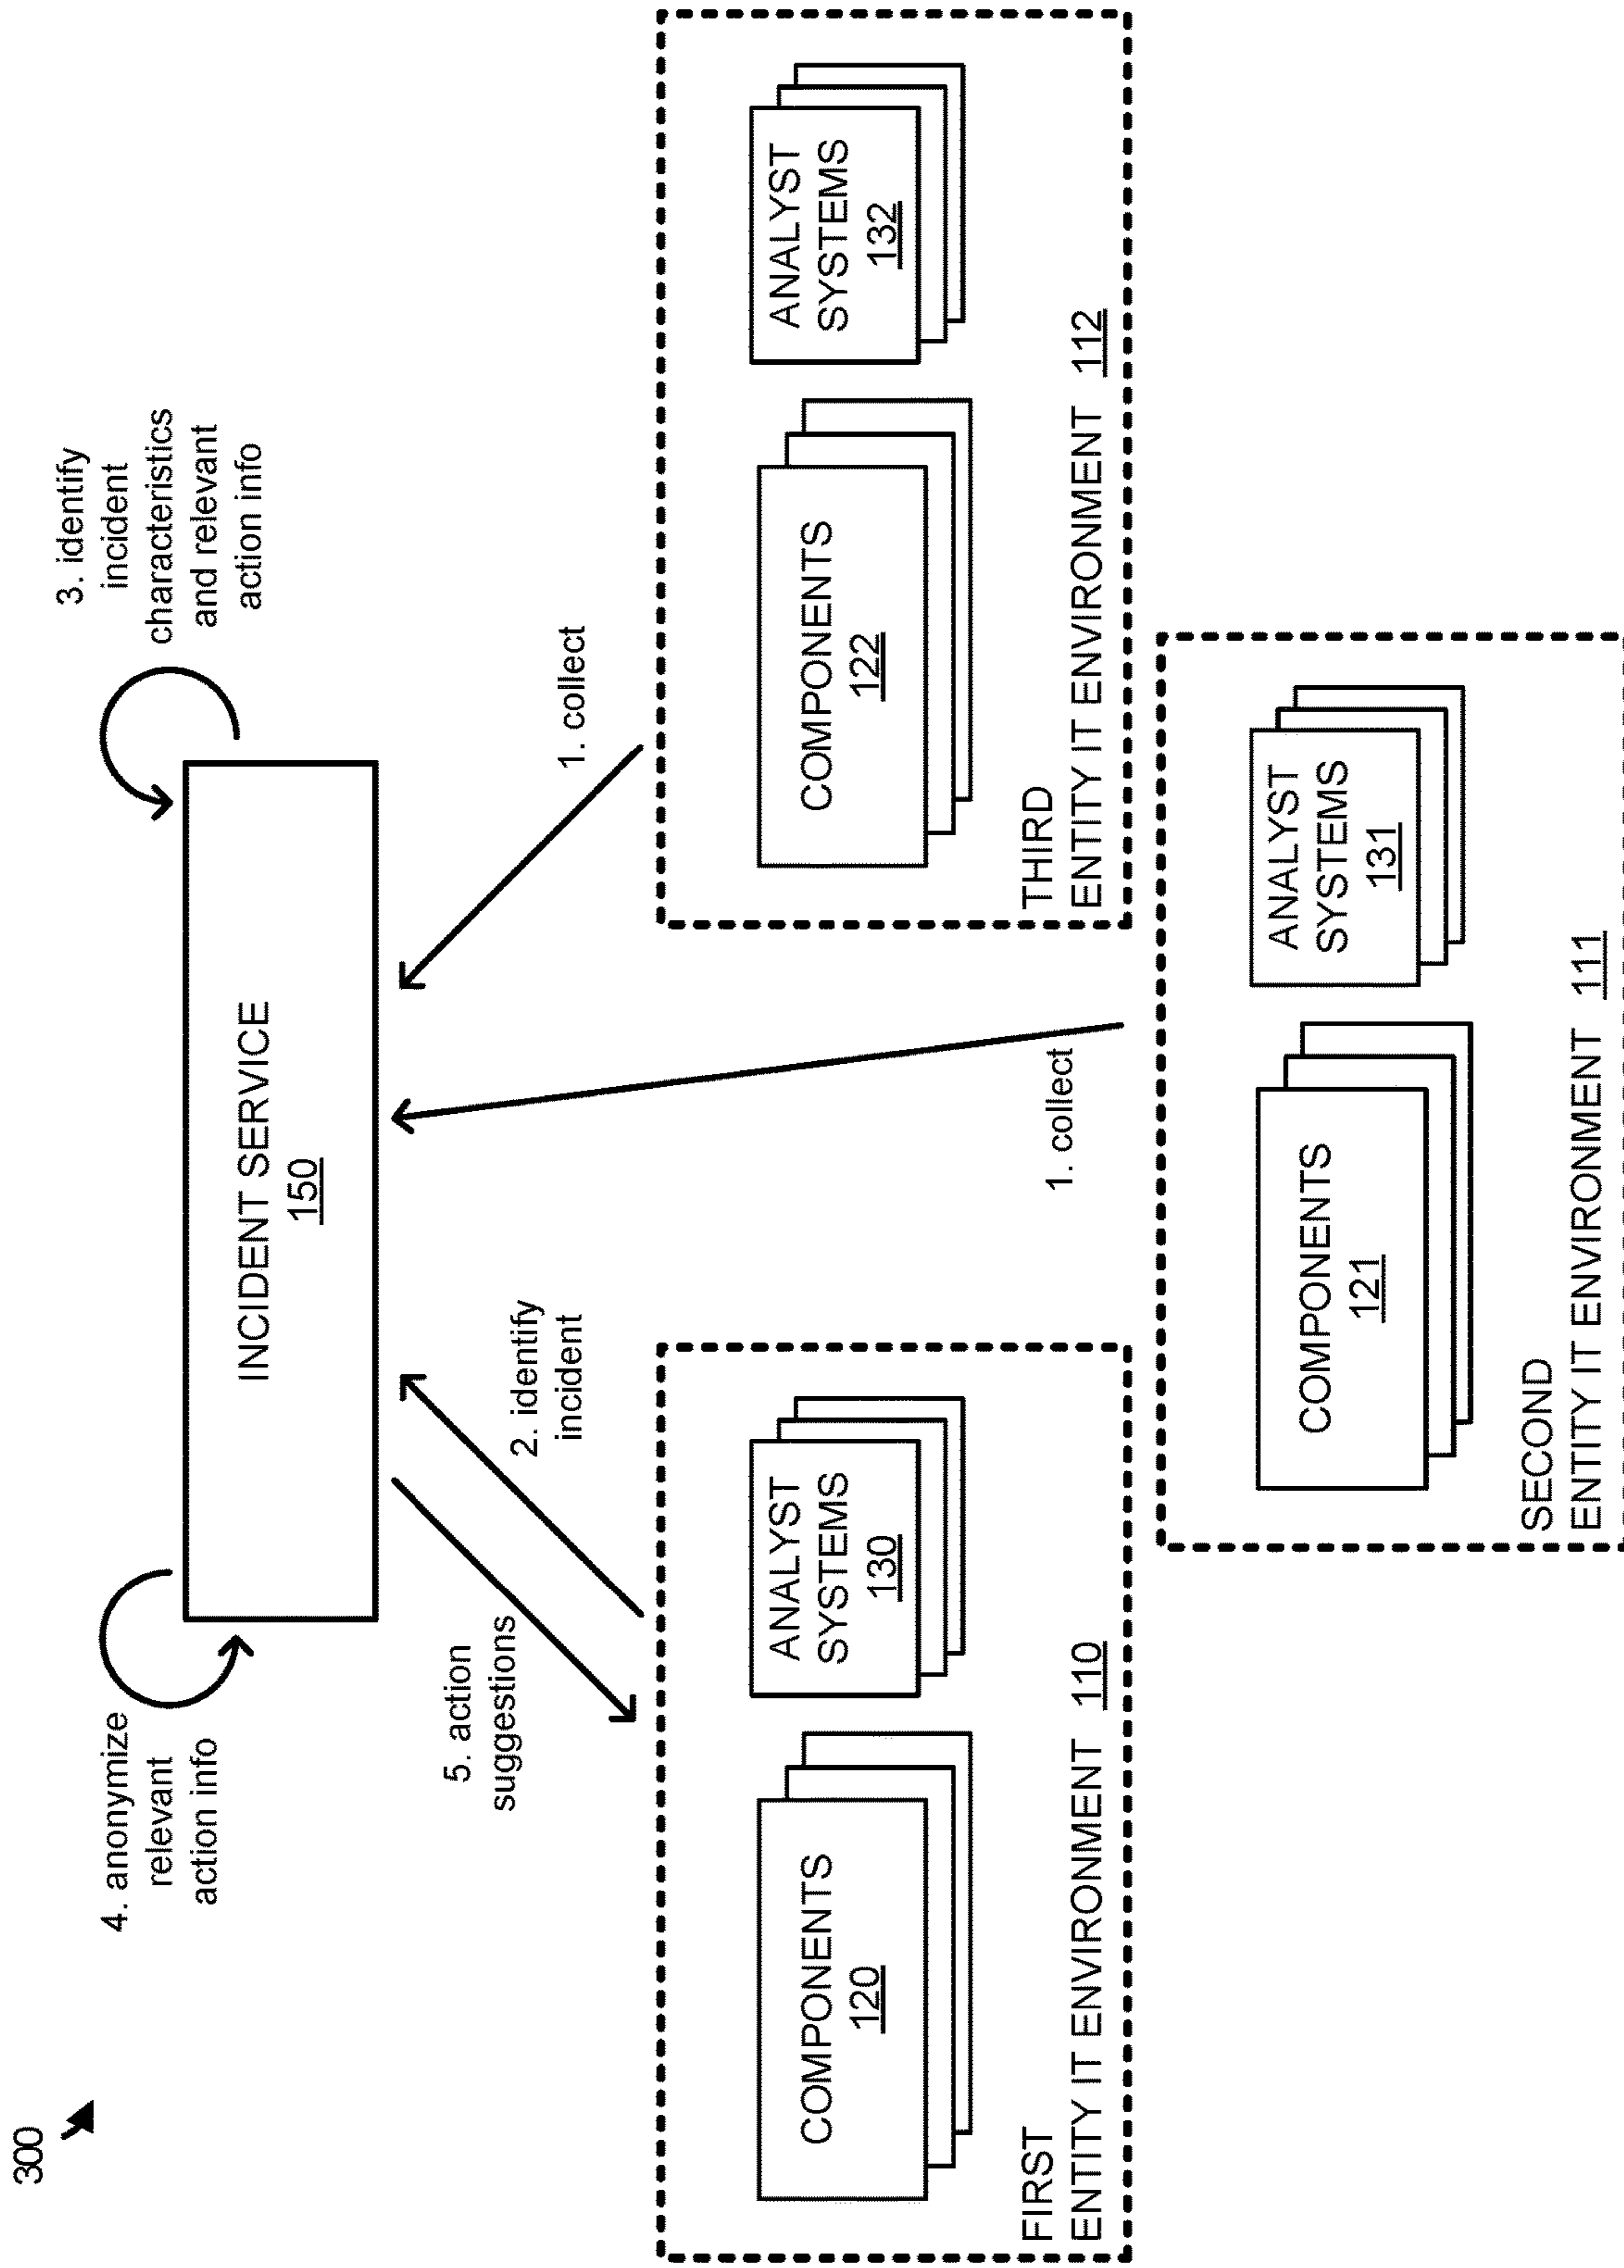 300
4. anonymize
relevant
action info
3. identify
incident
characteristics
and relevant
action info
INCIDENT SERVICE
150
5. action
suggestions
2. identify
incident
1. collect
1. collect
COMPONENTS
120
ANALYST
SYSTEMS
130
FIRST
ENTITY IT ENVIRONMENT 110
COMPONENTS
122
ANALYST
SYSTEMS
132
THIRD
ENTITY IT ENVIRONMENT 112
COMPONENTS
121
ANALYST
SYSTEMS
131
SECOND
ENTITY IT ENVIRONMENT 111